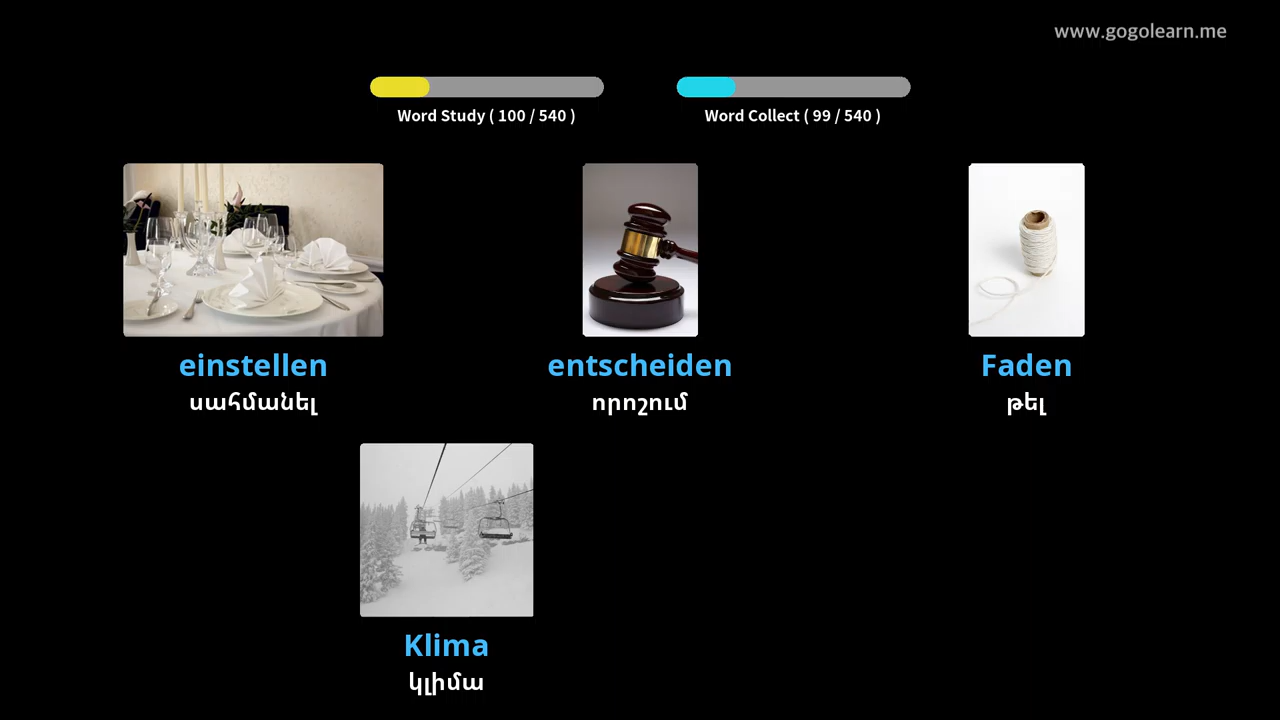 www.gogolearn.me
Word Study ( 100 / 540 )
Word Collect ( 99 / 540 )
einstellen
սահմանել
entscheiden
որոշում
Faden
թել
Klima
կլիմա